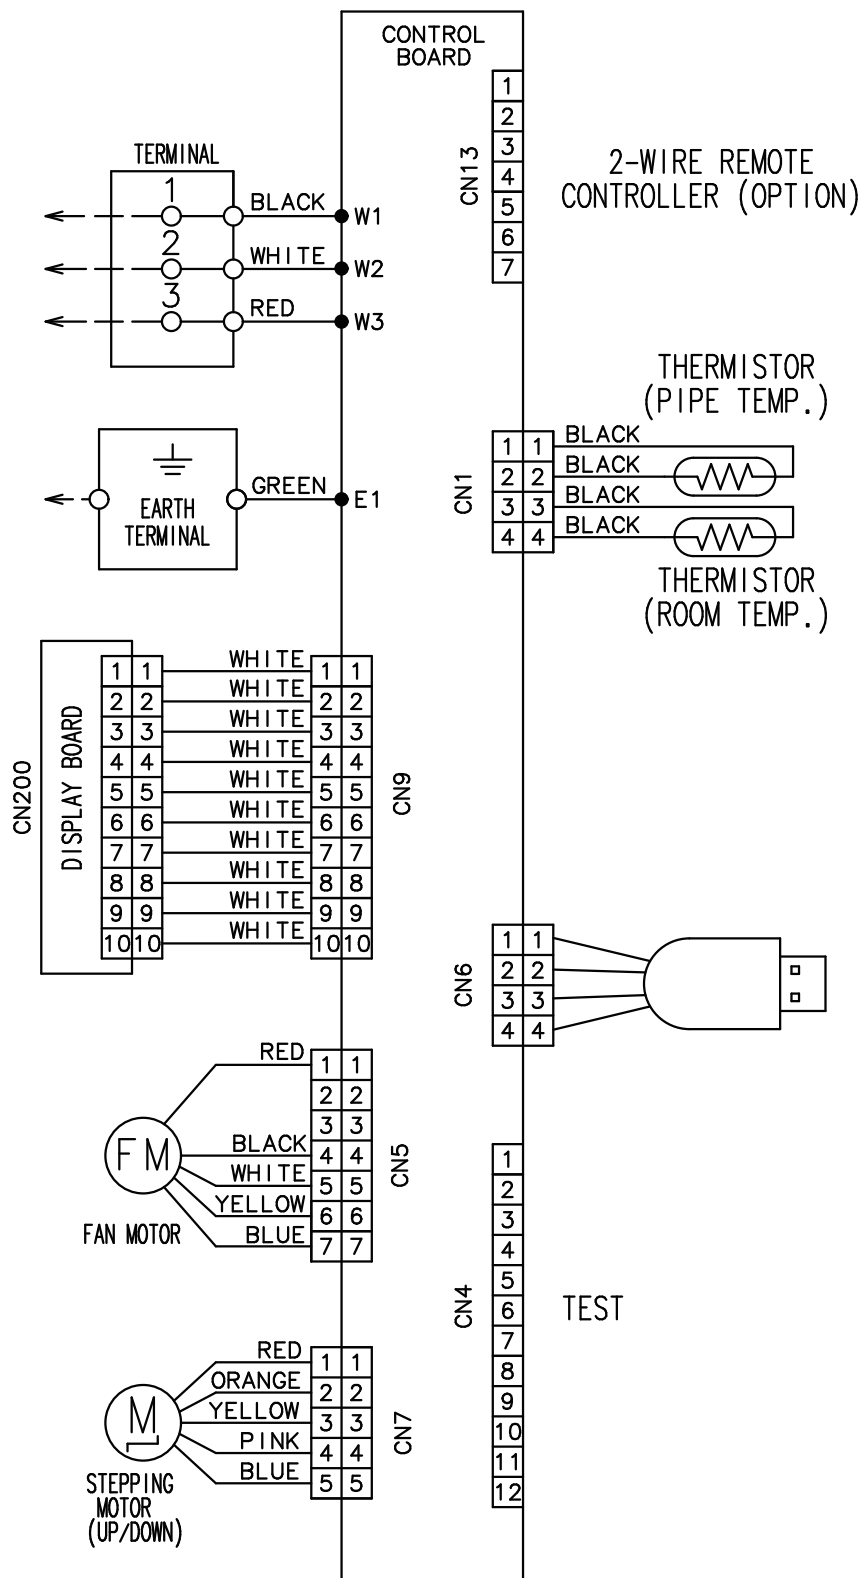 CONTROL
BOARD
CN13
1
2
3
4
5
6
7
2-WIRE REMOTE
CONTROLLER (OPTION)
TERMINAL
1 BLACK W1
2 WHITE W2
3 RED W3
EARTH
TERMINAL
GREEN E1
THERMISTOR
(PIPE TEMP.)
CN1
1 1 BLACK
2 2 BLACK
3 3 BLACK
4 4 BLACK
THERMISTOR
(ROOM TEMP.)
CN200
DISPLAY BOARD
1 1 WHITE 1 1
2 2 WHITE 2 2
3 3 WHITE 3 3
4 4 WHITE 4 4
5 5 WHITE 5 5
6 6 WHITE 6 6
7 7 WHITE 7 7
8 8 WHITE 8 8
9 9 WHITE 9 9
10 10 WHITE 10 10
CN9
CN6
1 1
2 2
3 3
4 4
FM
FAN MOTOR
RED 1 1
2 2
3 3
BLACK 4 4
WHITE 5 5
YELLOW 6 6
BLUE 7 7
CN5
CN4
1
2
3
4
5
6
7
8
9
10
11
12
TEST
M
STEPPING
MOTOR
(UP/DOWN)
RED 1 1
ORANGE 2 2
YELLOW 3 3
PINK 4 4
BLUE 5 5
CN7